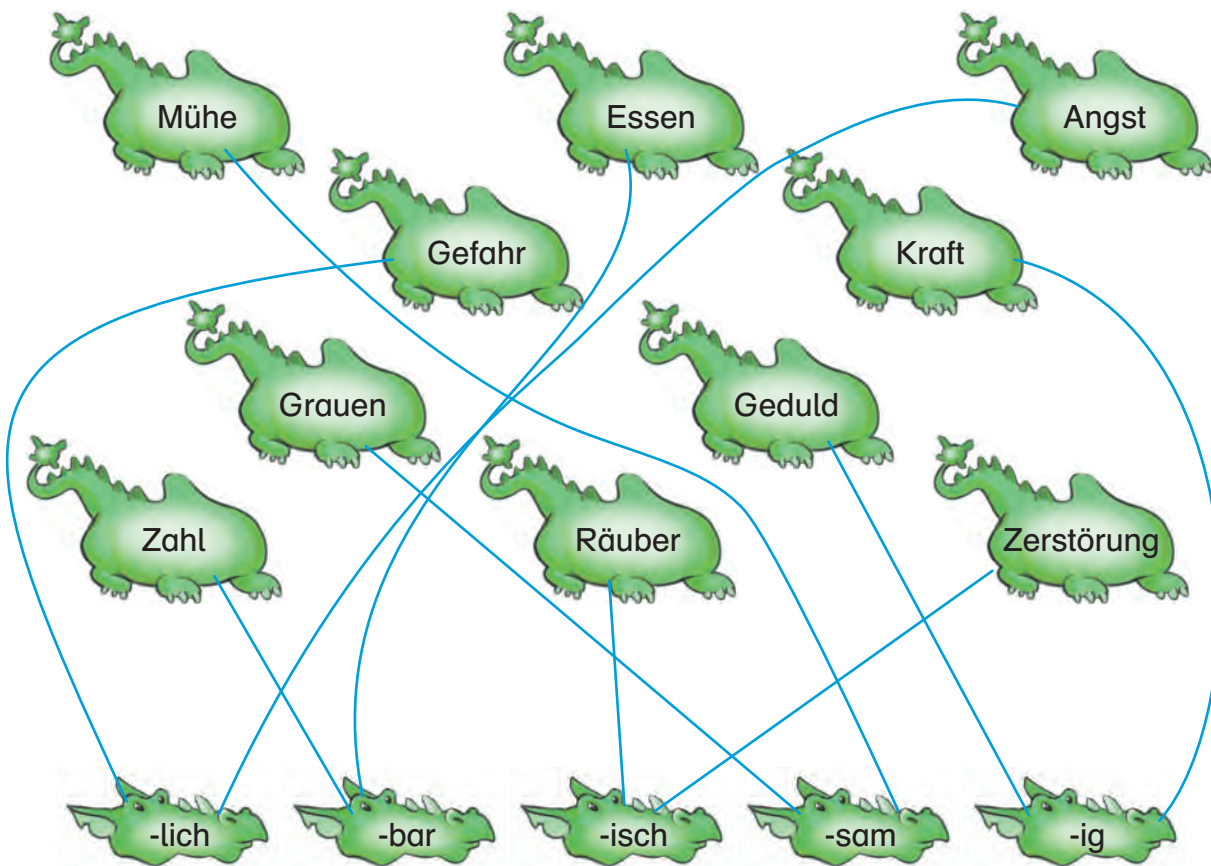 Mühe
Essen
Angst
Gefahr
Kraft
Grauen
Geduld
Zahl
Räuber
Zerstörung
-lich
-bar
-isch
-sam
-ig